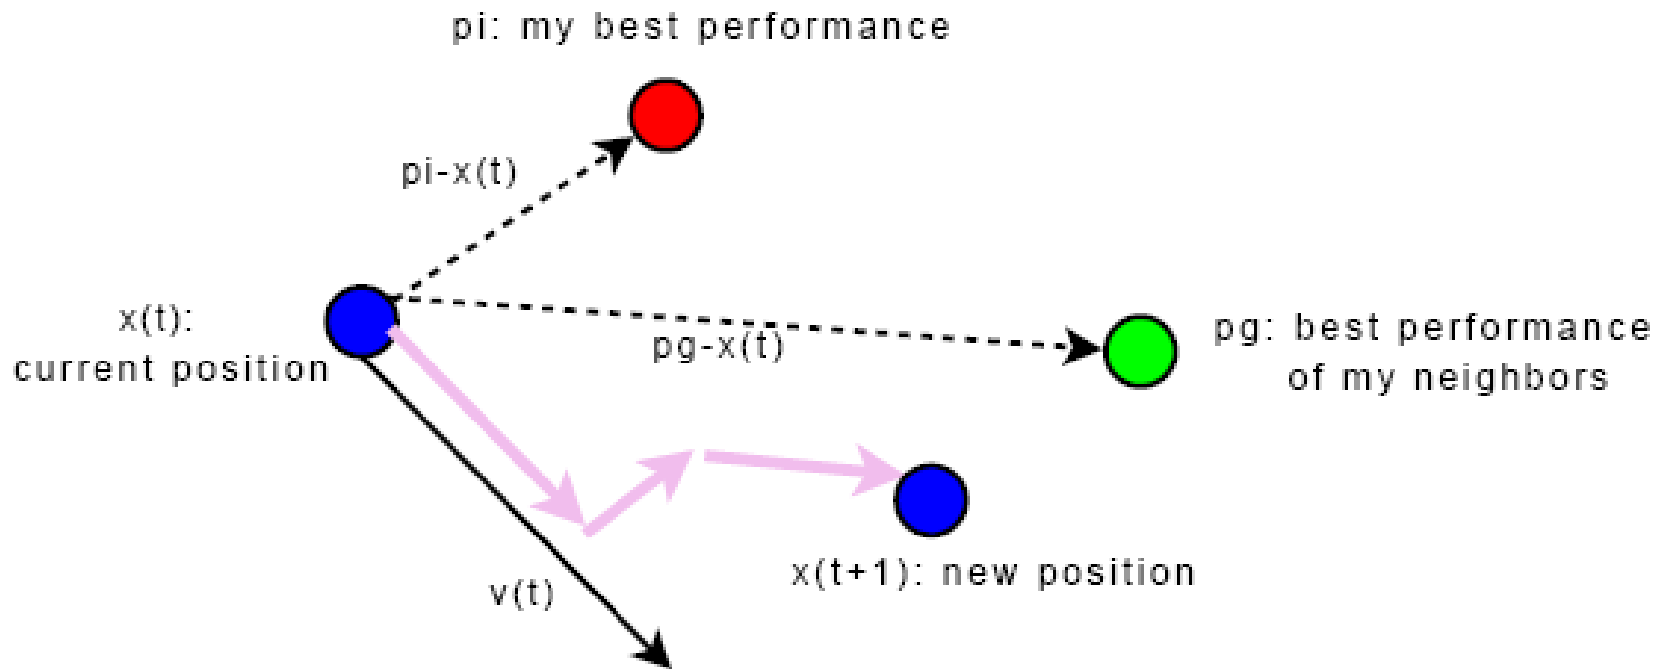 pi: my best performance
pi-x(t)
x(t):
current position
pg-x(t)
pg: best performance
of my neighbors
v(t)
x(t+1): new position